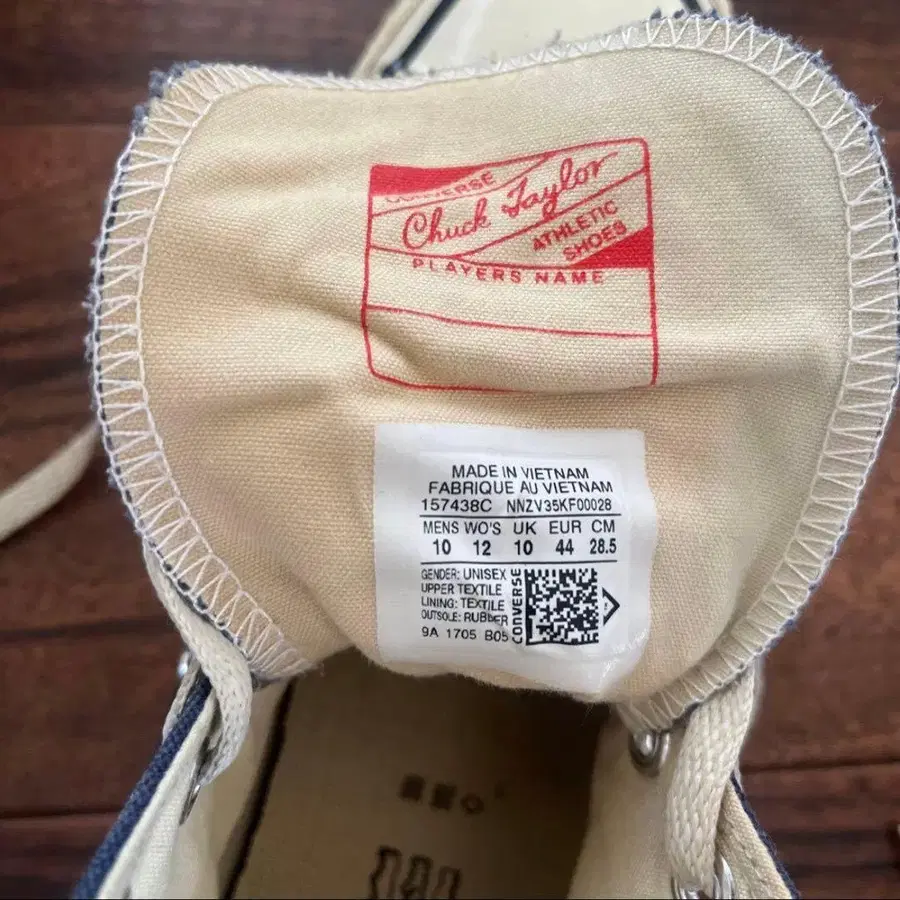 CONVERSE
Chuck Taylor
ATHLETIC
SHOES
PLAYERS NAME
MADE IN VIETNAM
FABRIQUE AU VIETNAM
157438C NNZV35KF00028
MENS WO'S UK EUR CM
10 12 10 44 28.5
GENDER: UNISEX
UPPER TEXTILE
LINING: TEXTILE
OUTSOLE: RUBBER
9A 1705 B05
CONVERSE